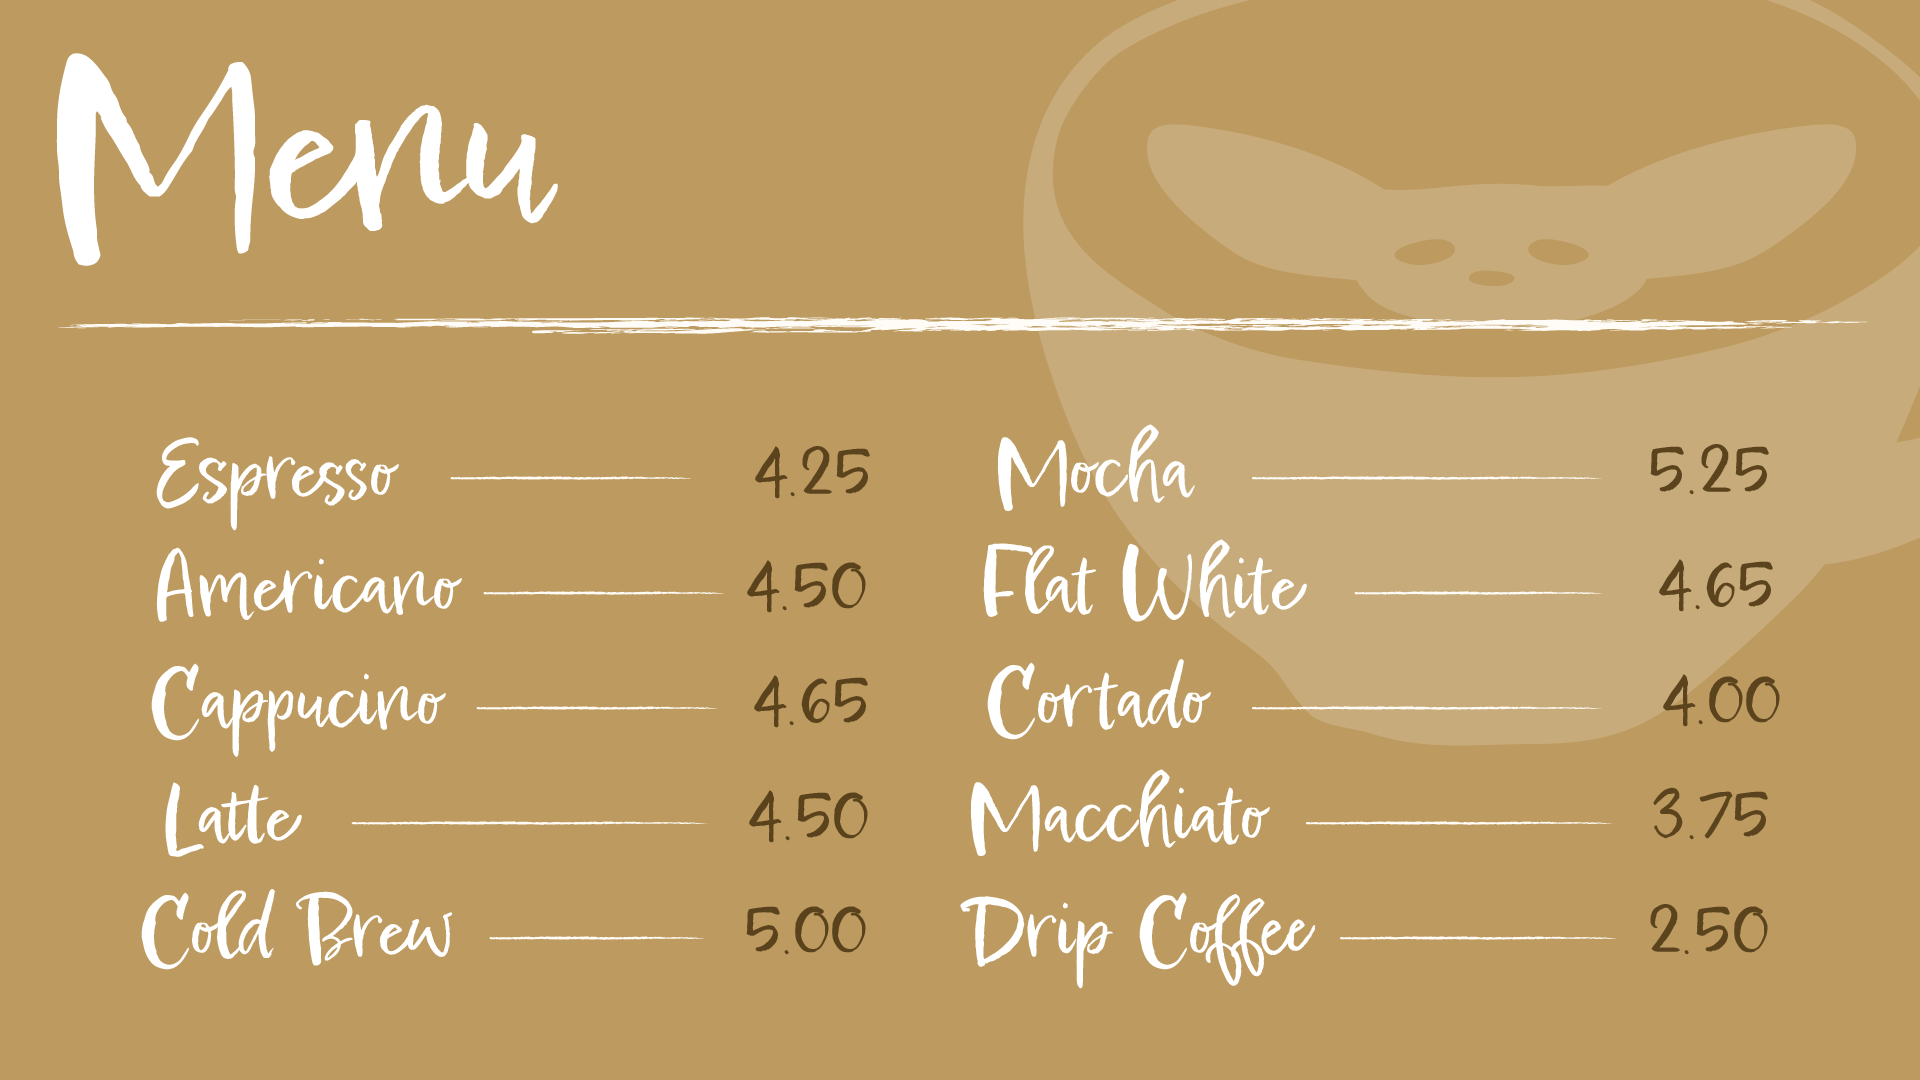 Menu
Espresso 4.25
Americano 4.50
Cappucino 4.65
Latte 4.50
Cold Brew 5.00
Mocha 5.25
Flat White 4.65
Cortado 4.00
Macchiato 3.75
Drip Coffee 2.50